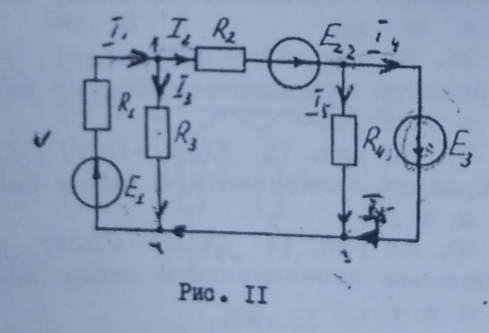 I₁ 1 I₂ R₂ E₂ 2 I₄
R₁ I₃ R₃ I₅ R₄ E₃
E₁
Рис. II